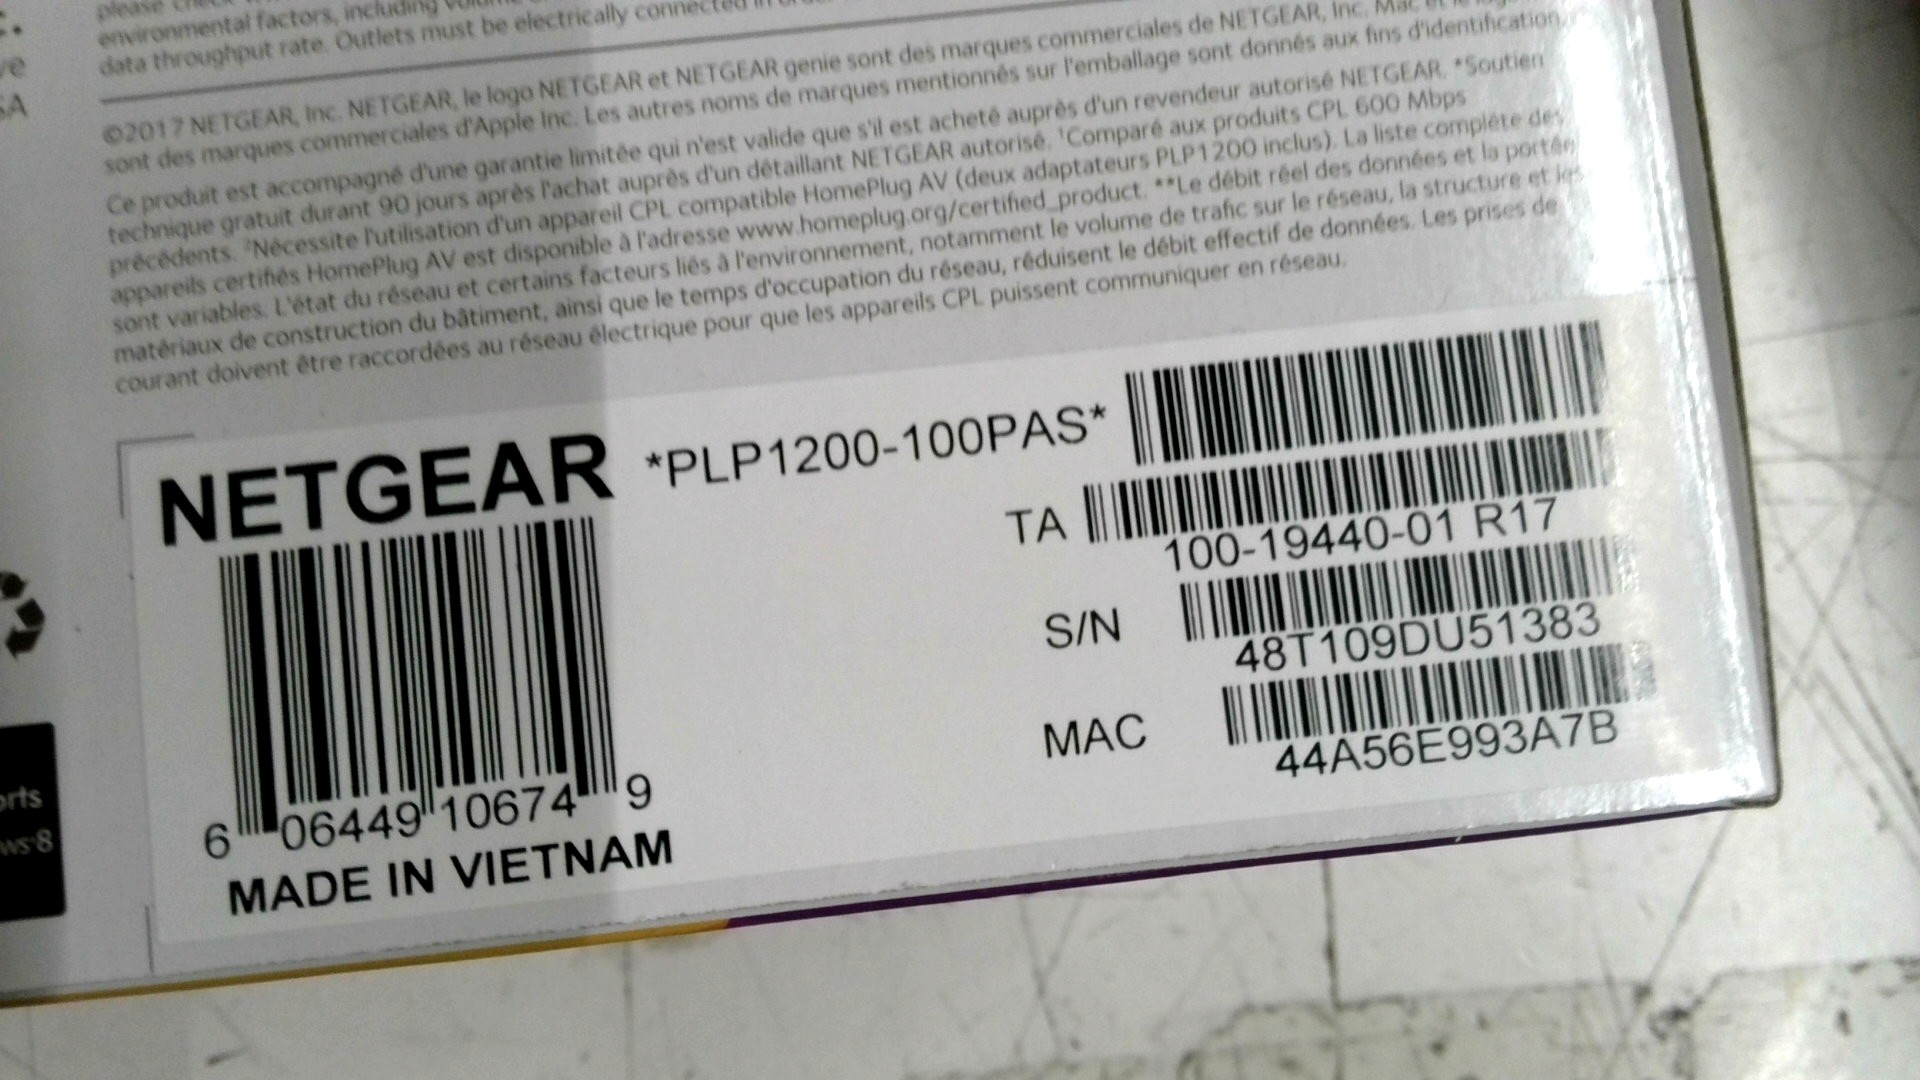 please check
environmental factors, including
data throughput rate. Outlets must be electrically connected in
©2017 NETGEAR, Inc. NETGEAR, le logo NETGEAR et NETGEAR genie sont des marques commerciales de NETGEAR, Inc. Mac et le logo
sont des marques commerciales d'Apple Inc. Les autres noms de marques mentionnés sur l'emballage sont donnés aux fins d'identification
Ce produit est accompagné d'une garantie limitée qui n'est valide que s'il est acheté auprès d'un revendeur autorisé NETGEAR. *Soutien
technique gratuit durant 90 jours après l'achat auprès d'un détaillant NETGEAR autorisé. ¹Comparé aux produits CPL 600 Mbps
précédents. ²Nécessite l'utilisation d'un appareil CPL compatible HomePlug AV (deux adaptateurs PLP1200 inclus). La liste complète des
appareils certifiés HomePlug AV est disponible à l'adresse www.homeplug.org/certified_product. **Le débit réel des données et la portée
sont variables. L'état du réseau et certains facteurs liés à l'environnement, notamment le volume de trafic sur le réseau, la structure et les
matériaux de construction du bâtiment, ainsi que le temps d'occupation du réseau, réduisent le débit effectif de données. Les prises de
courant doivent être raccordées au réseau électrique pour que les appareils CPL puissent communiquer en réseau.
NETGEAR *PLP1200-100PAS*
TA
100-19440-01 R17
S/N
48T109DU51383
MAC
44A56E993A7B
6 06449 10674 9
MADE IN VIETNAM